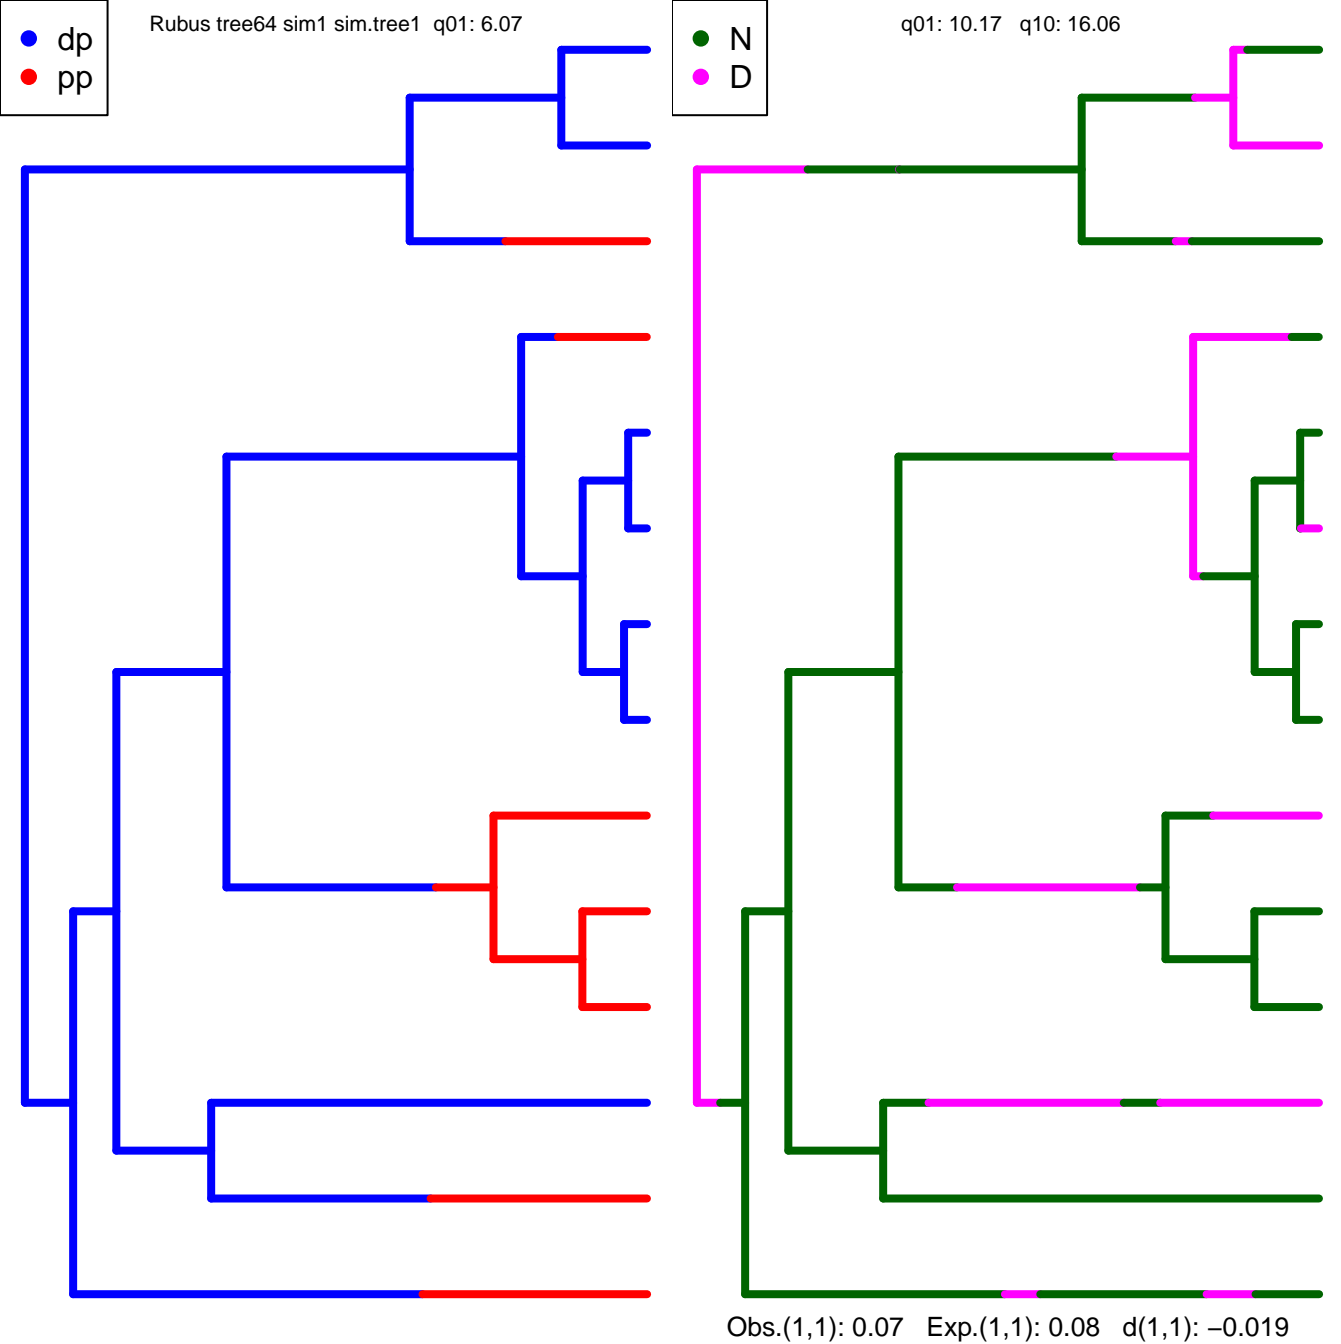 Rubus tree64 sim1 sim.tree1  q01: 6.07
dp
pp
q01: 10.17   q10: 16.06
N
D
Obs.(1,1): 0.07   Exp.(1,1): 0.08   d(1,1): −0.019